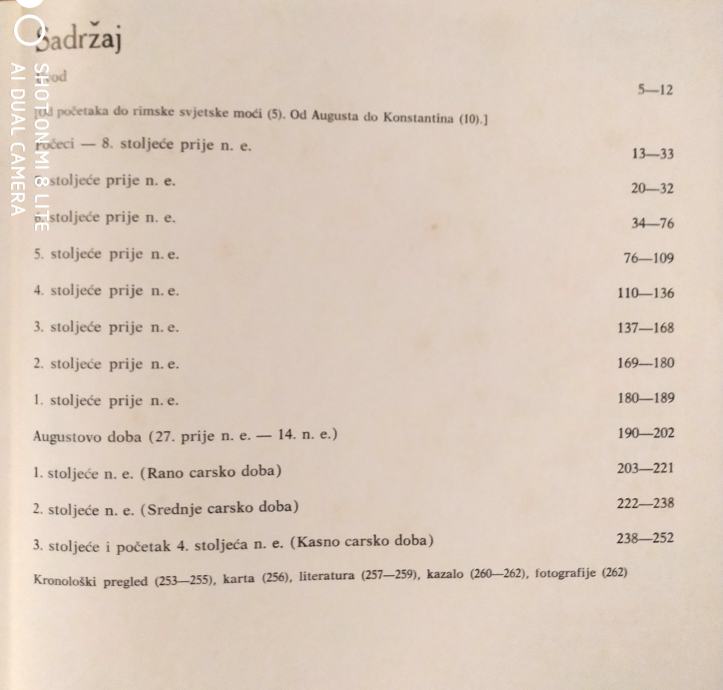 Sadržaj
5—12
početaka do rimske svjetske moći (5). Od Augusta do Konstantina (10).]
— 8. stoljeće prije n. e. 13—33
stoljeće prije n. e. 20—32
stoljeće prije n. e. 34—76
5. stoljeće prije n. e. 76—109
4. stoljeće prije n. e. 110—136
3. stoljeće prije n. e. 137—168
2. stoljeće prije n. e. 169—180
1. stoljeće prije n. e. 180—189
Augustovo doba (27. prije n. e. — 14. n. e.) 190—202
1. stoljeće n. e. (Rano carsko doba) 203—221
2. stoljeće n. e. (Srednje carsko doba) 222—238
3. stoljeće i početak 4. stoljeća n. e. (Kasno carsko doba) 238—252
Kronološki pregled (253—255), karta (256), literatura (257—259), kazalo (260—262), fotografije (262)
SHOT ON MI 8 LITE
AI DUAL CAMERA